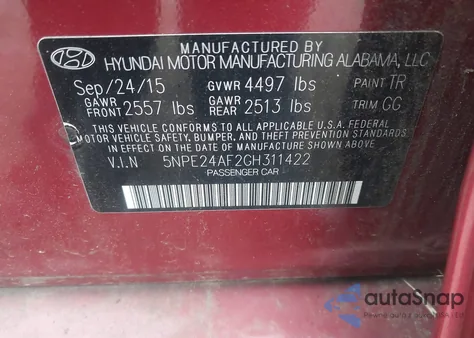 MANUFACTURED BY
HYUNDAI MOTOR MANUFACTURING ALABAMA, LLC
Sep/24/15 GVWR 4497 lbs PAINT TR
GAWR FRONT 2557 lbs GAWR REAR 2513 lbs TRIM GG
THIS VEHICLE CONFORMS TO ALL APPLICABLE U.S.A. FEDERAL
MOTOR VEHICLE SAFETY, BUMPER, AND THEFT PREVENTION STANDARDS
IN EFFECT ON THE DATE OF MANUFACTURE SHOWN ABOVE.
V.I.N 5NPE24AF2GH311422
PASSENGER CAR
autoSnap